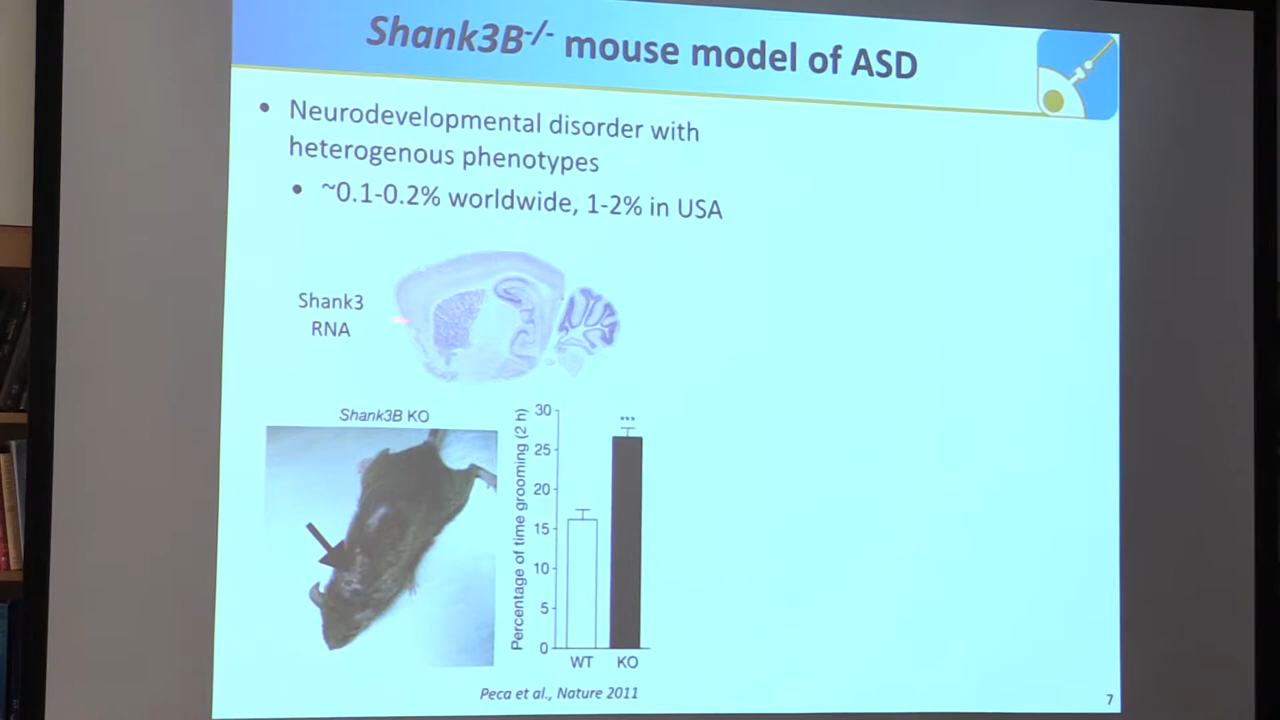 Shank3B-/- mouse model of ASD
• Neurodevelopmental disorder with
heterogenous phenotypes
• ~0.1-0.2% worldwide, 1-2% in USA
Shank3
RNA
Shank3B KO
Percentage of time grooming (2 h)
30
25
20
15
10
5
0
***
WT KO
Peca et al., Nature 2011
7